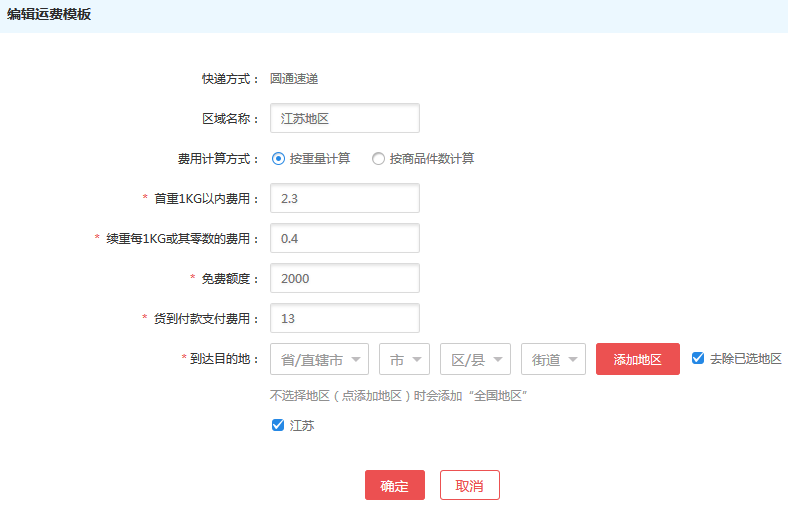 编辑运费模板
快递方式： 圆通速递
区域名称： 江苏地区
费用计算方式： 按重量计算 按商品件数计算
* 首重1KG以内费用： 2.3
* 续重每1KG或其零数的费用： 0.4
* 免费额度： 2000
* 货到付款支付费用： 13
* 到达目的地： 省/直辖市 市 区/县 街道 添加地区 去除已选地区
不选择地区（点添加地区）时会添加“全国地区”
江苏
确定 取消